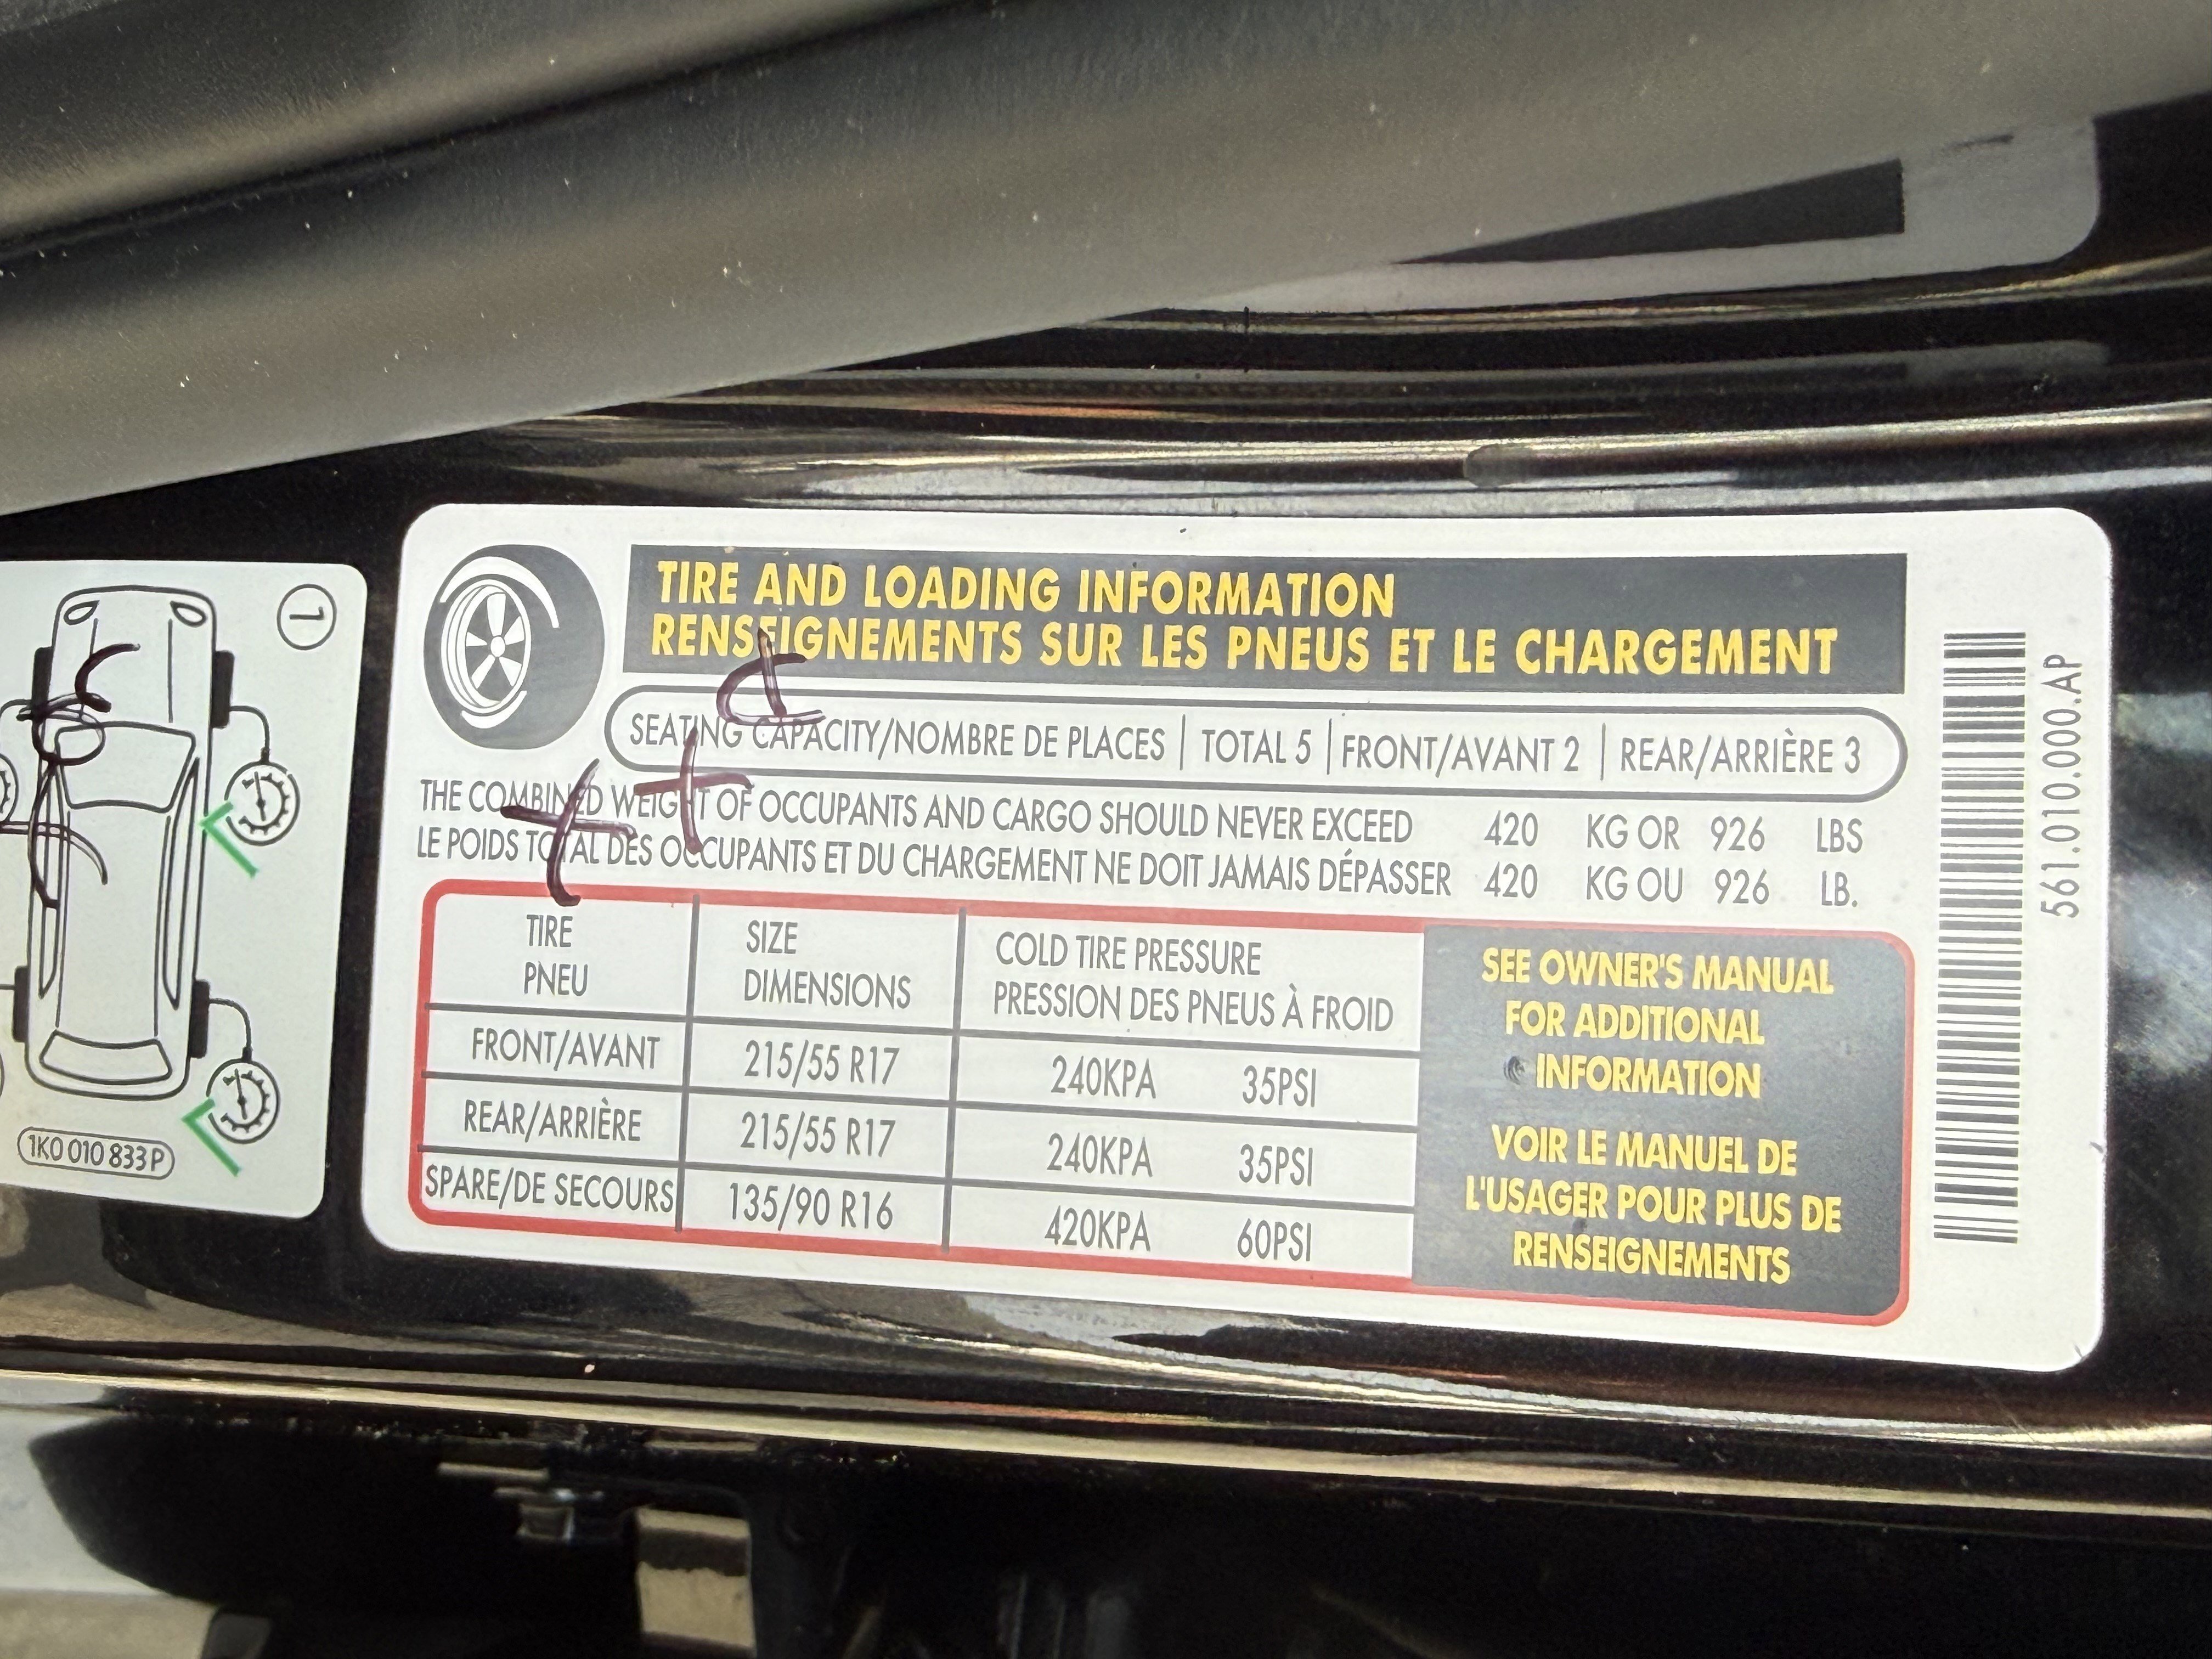 TIRE AND LOADING INFORMATION
RENSEIGNEMENTS SUR LES PNEUS ET LE CHARGEMENT
SEATING CAPACITY/NOMBRE DE PLACES | TOTAL 5 | FRONT/AVANT 2 | REAR/ARRIÈRE 3
THE COMBINED WEIGHT OF OCCUPANTS AND CARGO SHOULD NEVER EXCEED 420 KG OR 926 LBS
LE POIDS TOTAL DES OCCUPANTS ET DU CHARGEMENT NE DOIT JAMAIS DÉPASSER 420 KG OU 926 LB.
TIRE SIZE COLD TIRE PRESSURE
PNEU DIMENSIONS PRESSION DES PNEUS À FROID
FRONT/AVANT 215/55 R17 240KPA 35PSI
REAR/ARRIÈRE 215/55 R17 240KPA 35PSI
SPARE/DE SECOURS 135/90 R16 420KPA 60PSI
SEE OWNER'S MANUAL
FOR ADDITIONAL
INFORMATION
VOIR LE MANUEL DE
L'USAGER POUR PLUS DE
RENSEIGNEMENTS
561.010.000.AP
1
1K0 010 833 P